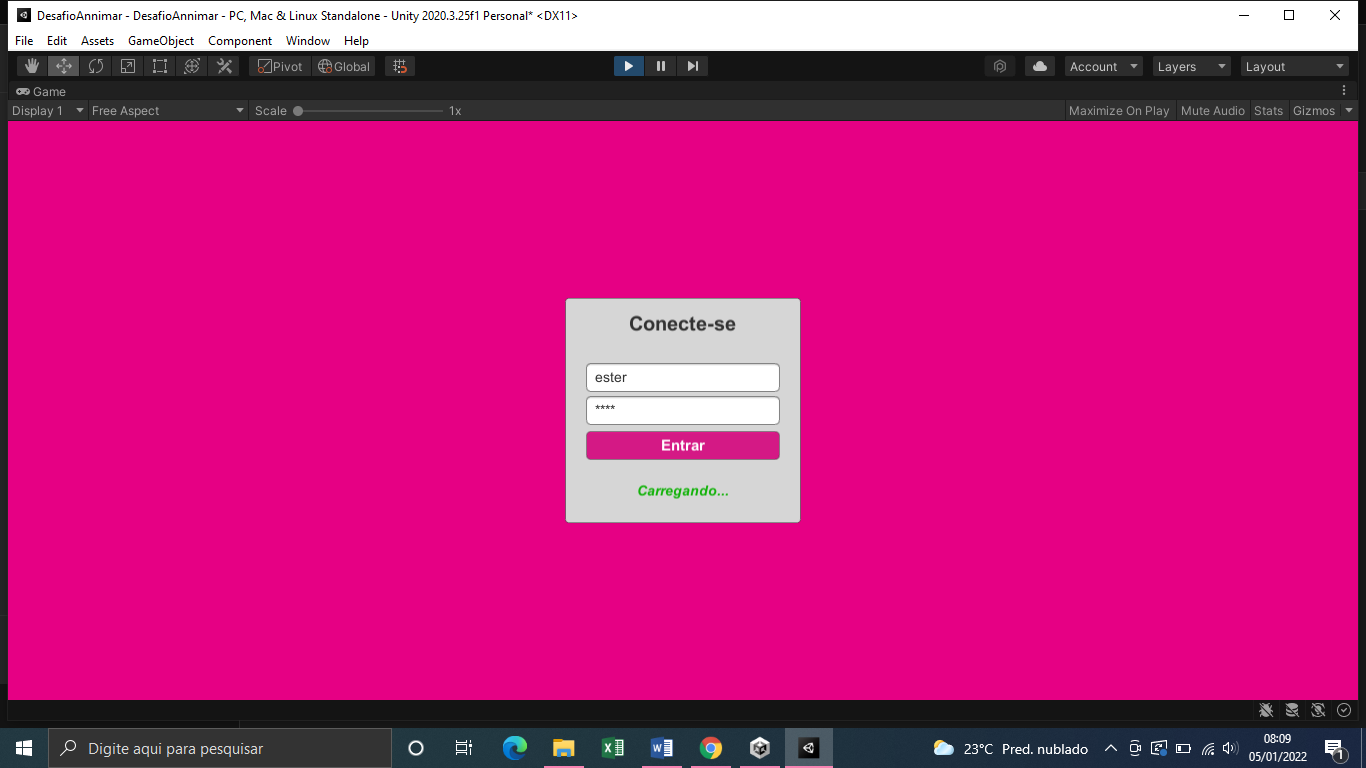 DesafioAnnimar - DesafioAnnimar - PC, Mac & Linux Standalone - Unity 2020.3.25f1 Personal* <DX11>
File Edit Assets GameObject Component Window Help
Pivot Global Account Layers Layout
Game
Display 1 Free Aspect Scale 1x Maximize On Play Mute Audio Stats Gizmos
Conecte-se
ester
****
Entrar
Carregando...
Digite aqui para pesquisar
23°C Pred. nublado
08:09
05/01/2022
1